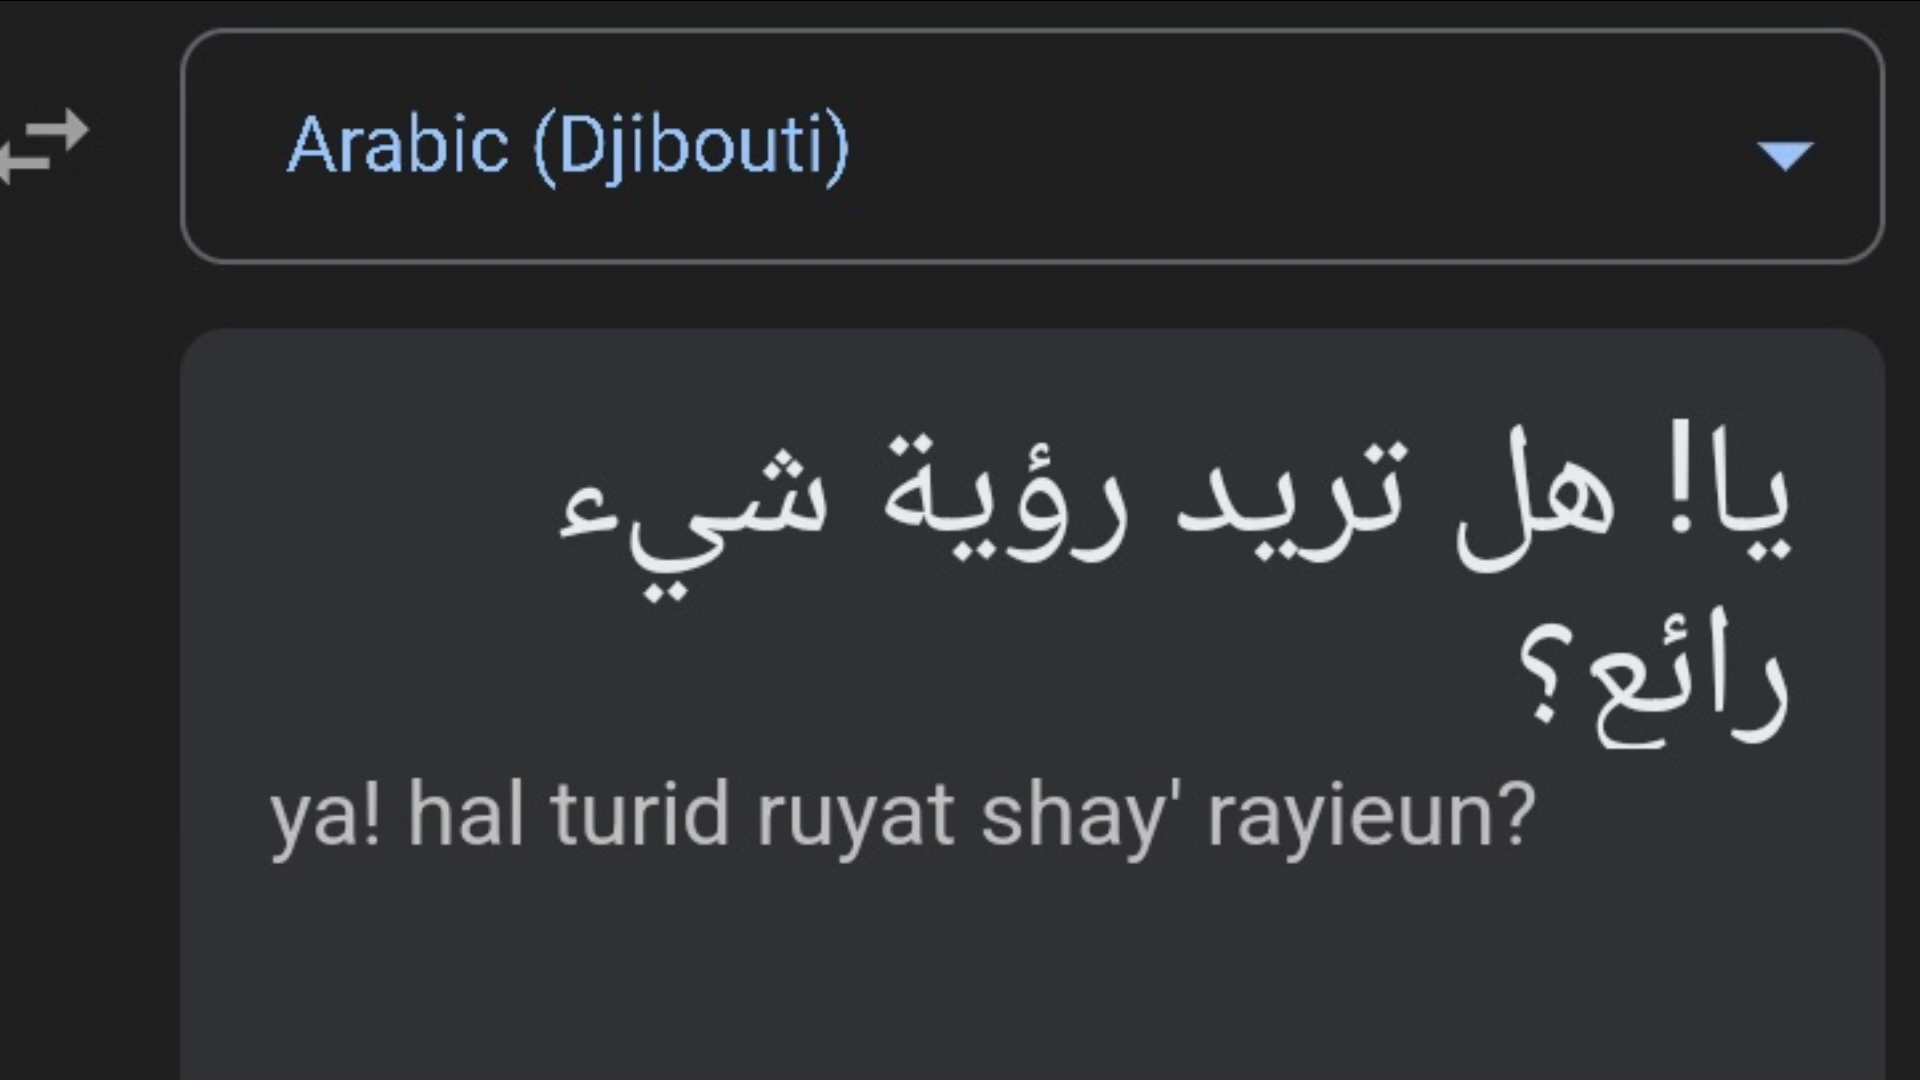 Arabic (Djibouti)
يا! هل تريد رؤية شيء
رائع؟
ya! hal turid ruyat shay' rayieun?